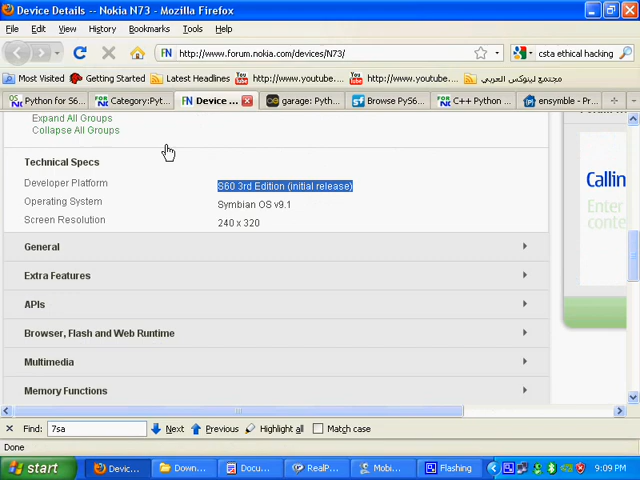 Device Details -- Nokia N73 - Mozilla Firefox
File Edit View History Bookmarks Tools Help
http://www.forum.nokia.com/devices/N73/
csta ethical hacking
Most Visited Getting Started Latest Headlines http://www.youtube.... http://www.youtube.... مجتمع لينوكس العربي
Python for S6... Category:Pyt... Device ... garage: Pyth... Browse PyS6... C++ Python ... ensymble - Pr...
Expand All Groups
Collapse All Groups
Technical Specs
Developer Platform S60 3rd Edition (initial release)
Operating System Symbian OS v9.1
Screen Resolution 240 x 320
General
Extra Features
APIs
Browser, Flash and Web Runtime
Multimedia
Memory Functions
Callin
Enter
conte
Find: 7sa Next Previous Highlight all Match case
Done
start Devic... Down... Docu... RealP... Mobi... Flashing 9:09 PM